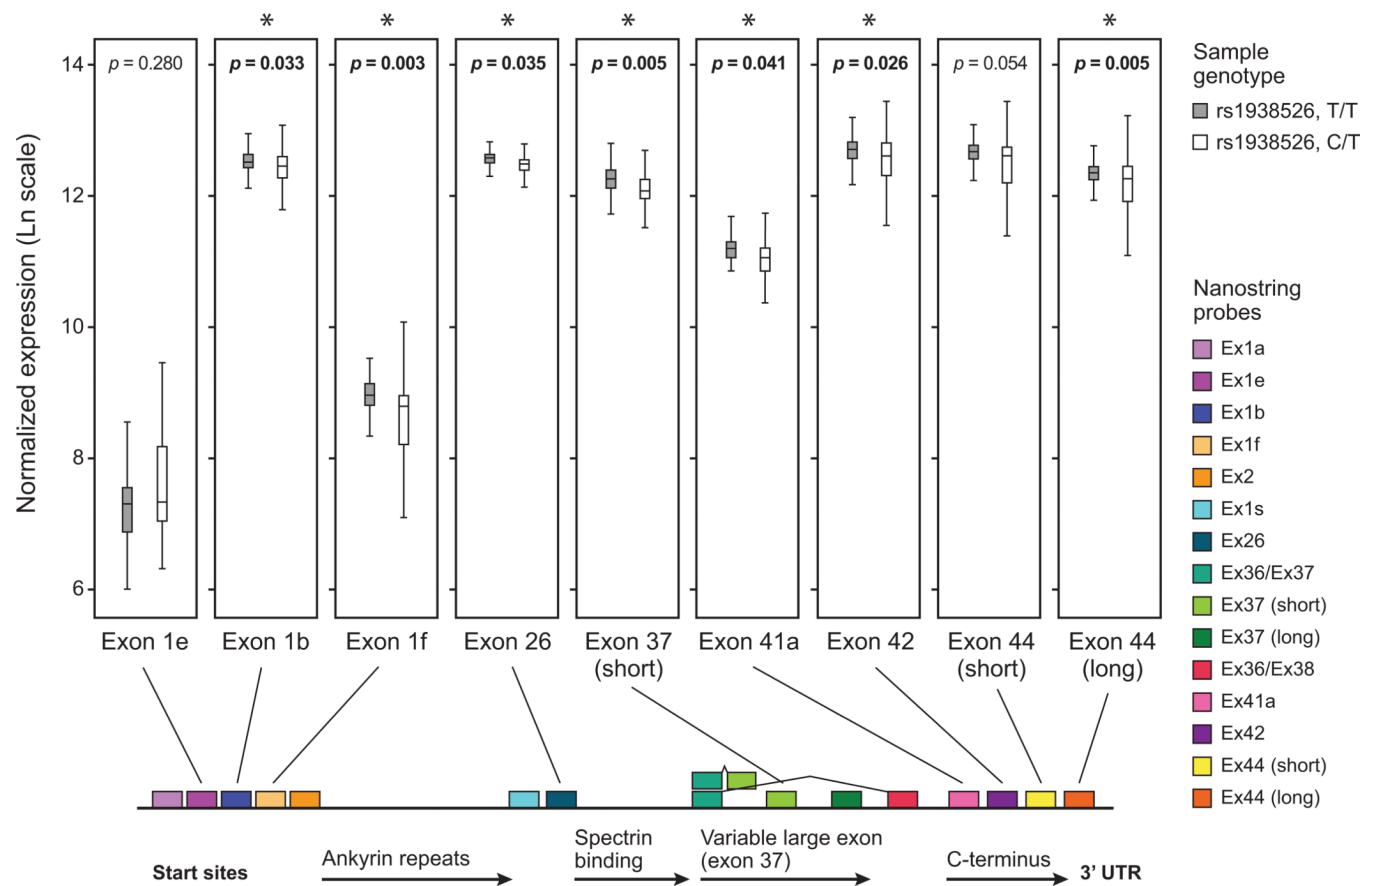 * * * * * * *
p = 0.280 p = 0.033 p = 0.003 p = 0.035 p = 0.005 p = 0.041 p = 0.026 p = 0.054 p = 0.005
14
12
10
8
6
Normalized expression (Ln scale)
Exon 1e Exon 1b Exon 1f Exon 26 Exon 37 Exon 41a Exon 42 Exon 44 Exon 44
(short) (short) (long)
Sample
genotype
rs1938526, T/T
rs1938526, C/T
Nanostring
probes
Ex1a
Ex1e
Ex1b
Ex1f
Ex2
Ex1s
Ex26
Ex36/Ex37
Ex37 (short)
Ex37 (long)
Ex36/Ex38
Ex41a
Ex42
Ex44 (short)
Ex44 (long)
Start sites
Ankyrin repeats
Spectrin
binding
Variable large exon
(exon 37)
C-terminus
3’ UTR